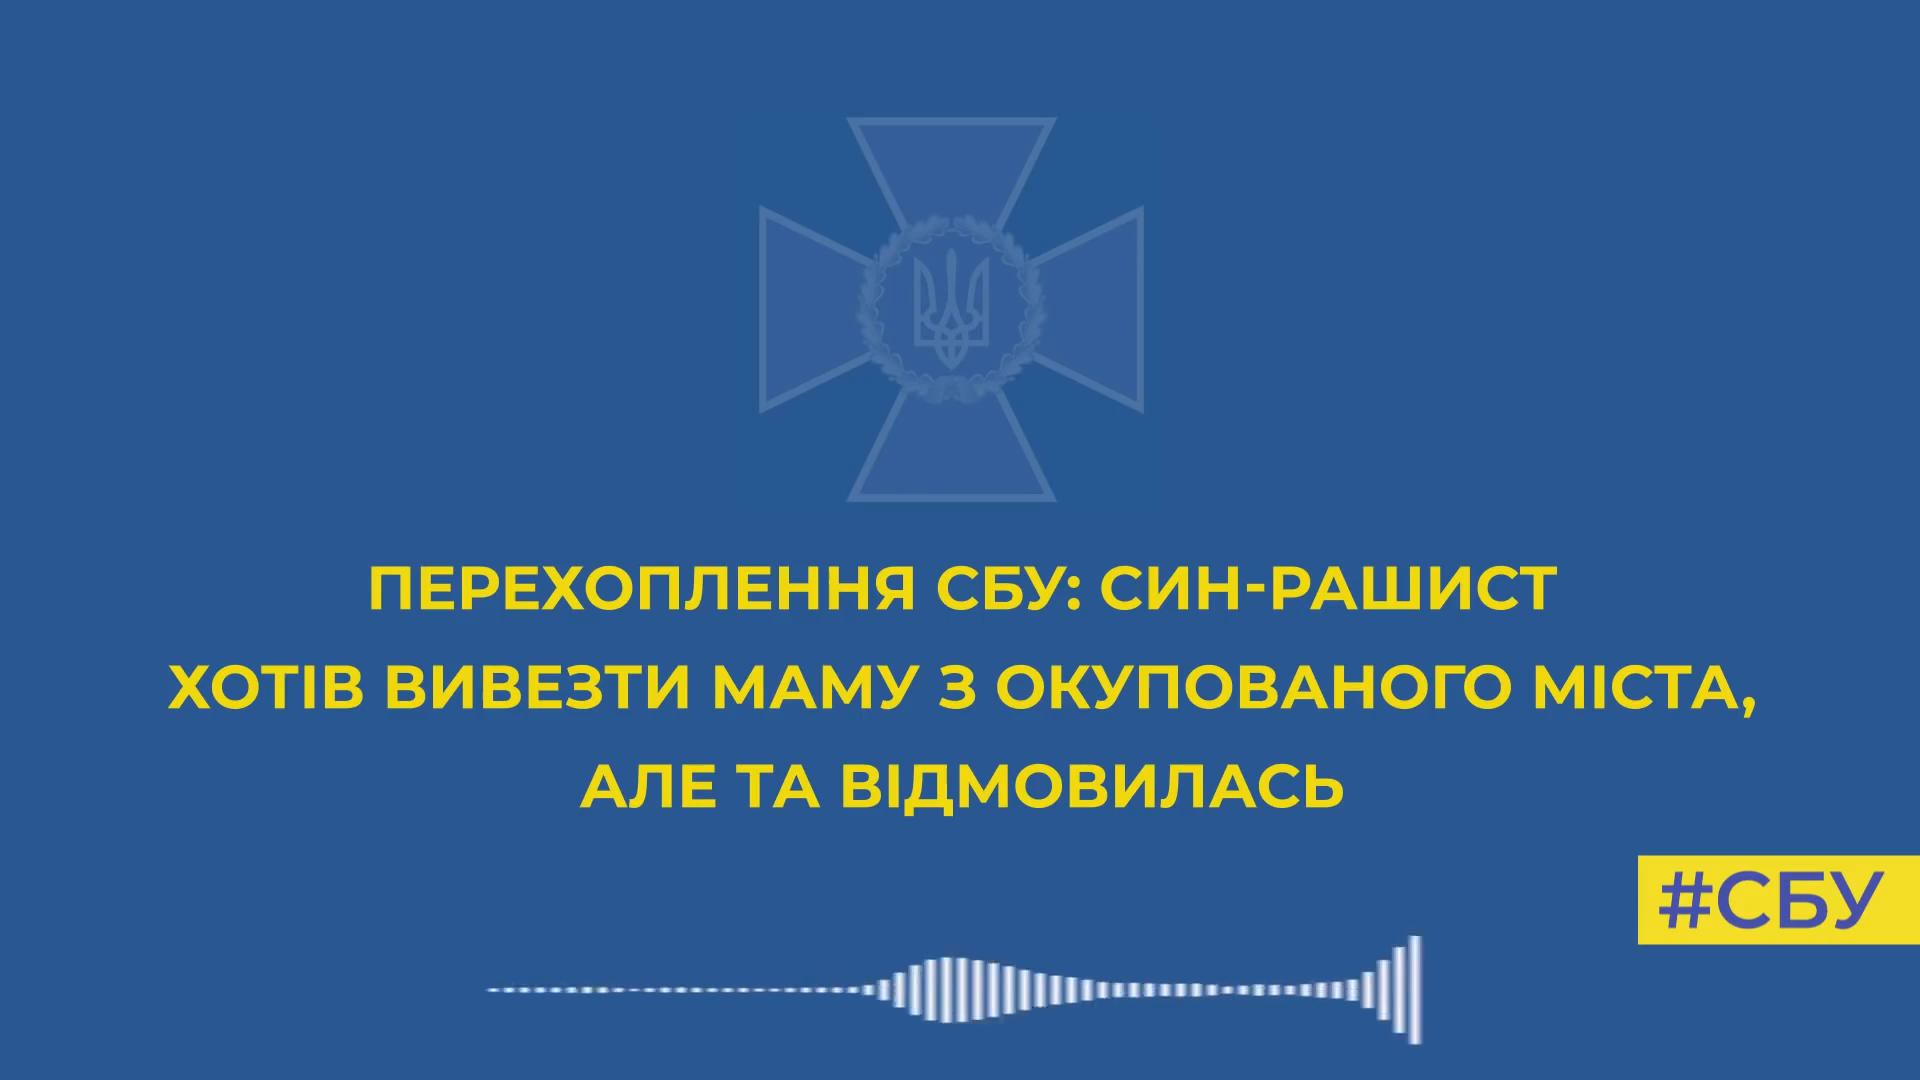 ПЕРЕХОПЛЕННЯ СБУ: СИН-РАШИСТ
ХОТІВ ВИВЕЗТИ МАМУ З ОКУПОВАНОГО МІСТА,
АЛЕ ТА ВІДМОВИЛАСЬ
#СБУ